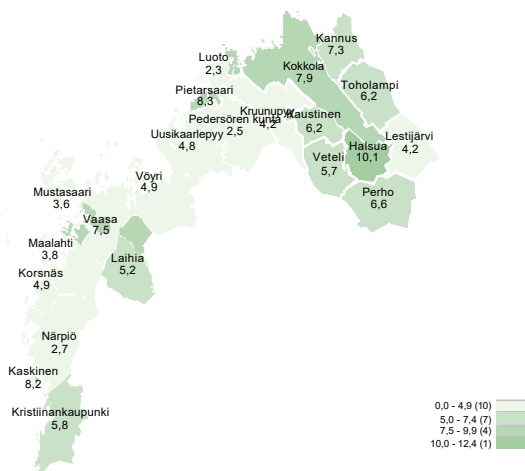 Kannus
7,3
Luoto
2,3
Kokkola
7,9
Toholampi
6,2
Pietarsaari
8,3
Kruunupyy
4,2
Pedersören kunta
2,5
Kaustinen
6,2
Uusikaarlepyy
4,8
Lestijärvi
4,2
Halsua
10,1
Veteli
5,7
Vöyri
4,9
Perho
6,6
Mustasaari
3,6
Vaasa
7,5
Maalahti
3,8
Laihia
5,2
Korsnäs
4,9
Närpiö
2,7
Kaskinen
8,2
Kristiinankaupunki
5,8
0,0 - 4,9 (10)
5,0 - 7,4 (7)
7,5 - 9,9 (4)
10,0 - 12,4 (1)